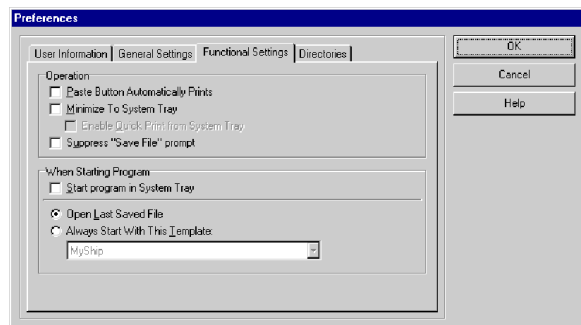 Preferences
User Information
General Settings
Functional Settings
Directories
OK
Cancel
Help
Operation
Paste Button Automatically Prints
Minimize To System Tray
Enable Quick Print from System Tray
Suppress "Save File" prompt
When Starting Program
Start program in System Tray
Open Last Saved File
Always Start With This Template:
MyShip